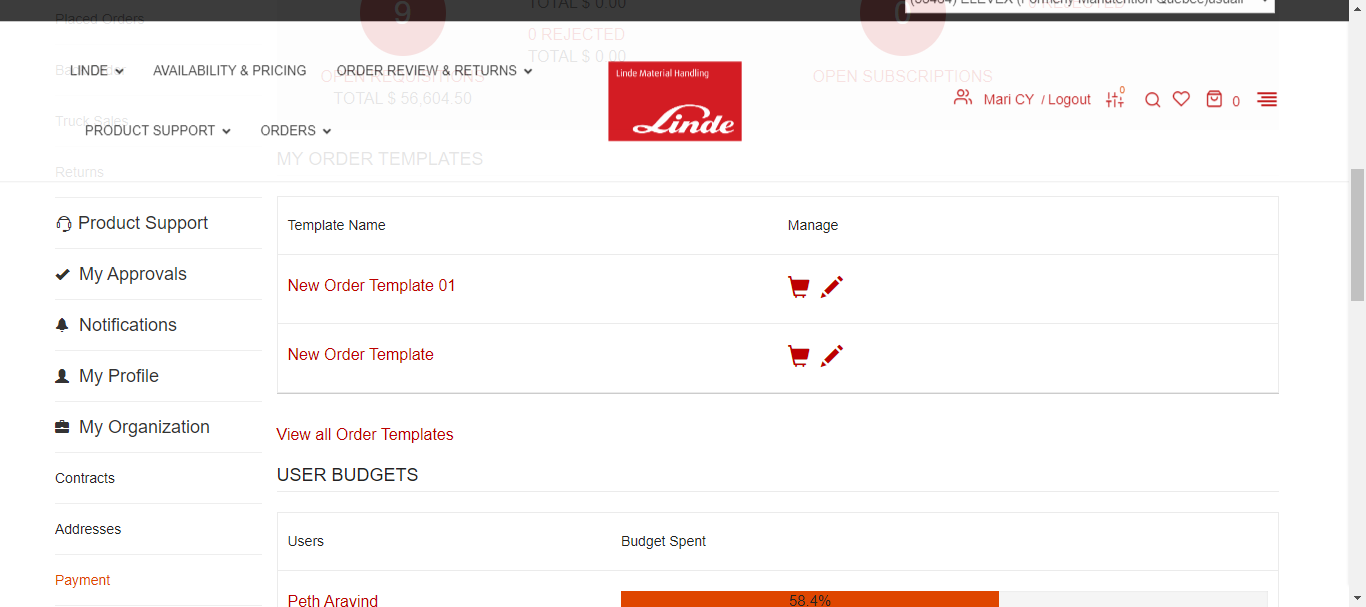 (05484) ELEVEX (Formerly Manutention Quebec)usuall
Placed Orders
9
TOTAL $ 0.00
0
0 REJECTED
TOTAL $ 0.00
OPEN REQUISITIONS
TOTAL $ 56,604.50
OPEN SUBSCRIPTIONS
Truck Sales
Returns
LINDE
AVAILABILITY & PRICING
ORDER REVIEW & RETURNS
PRODUCT SUPPORT
ORDERS
Linde Material Handling
Linde
Mari CY / Logout
0
0
MY ORDER TEMPLATES
Product Support
My Approvals
Notifications
My Profile
My Organization
Contracts
Addresses
Payment
Template Name Manage
New Order Template 01
New Order Template
View all Order Templates
USER BUDGETS
Users Budget Spent
Peth Aravind 58.4%